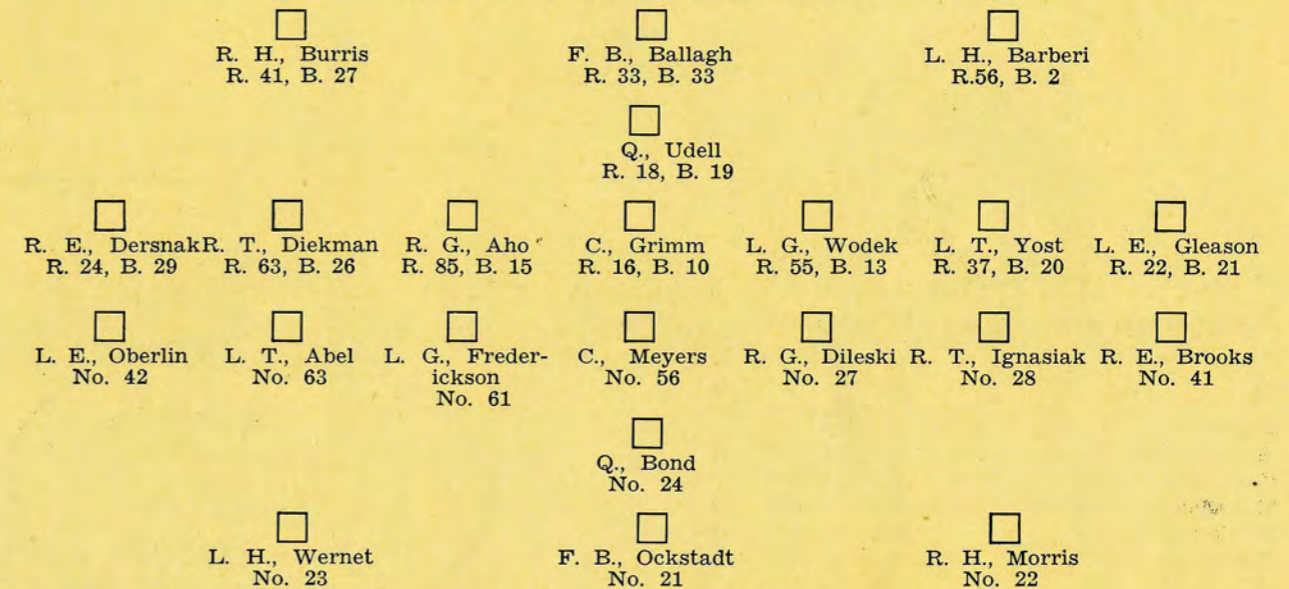 R. H., Burris F. B., Ballagh L. H., Barberi
R. 41, B. 27 R. 33, B. 33 R.56, B. 2
Q., Udell
R. 18, B. 19
R. E., DersnakR. T., Diekman R. G., Aho C., Grimm L. G., Wodek L. T., Yost L. E., Gleason
R. 24, B. 29 R. 63, B. 26 R. 85, B. 15 R. 16, B. 10 R. 55, B. 13 R. 37, B. 20 R. 22, B. 21
L. E., Oberlin L. T., Abel L. G., Freder- C., Meyers R. G., Dileski R. T., Ignasiak R. E., Brooks
No. 42 No. 63 ickson No. 56 No. 27 No. 28 No. 41
No. 61
Q., Bond
No. 24
L. H., Wernet F. B., Ockstadt R. H., Morris
No. 23 No. 21 No. 22